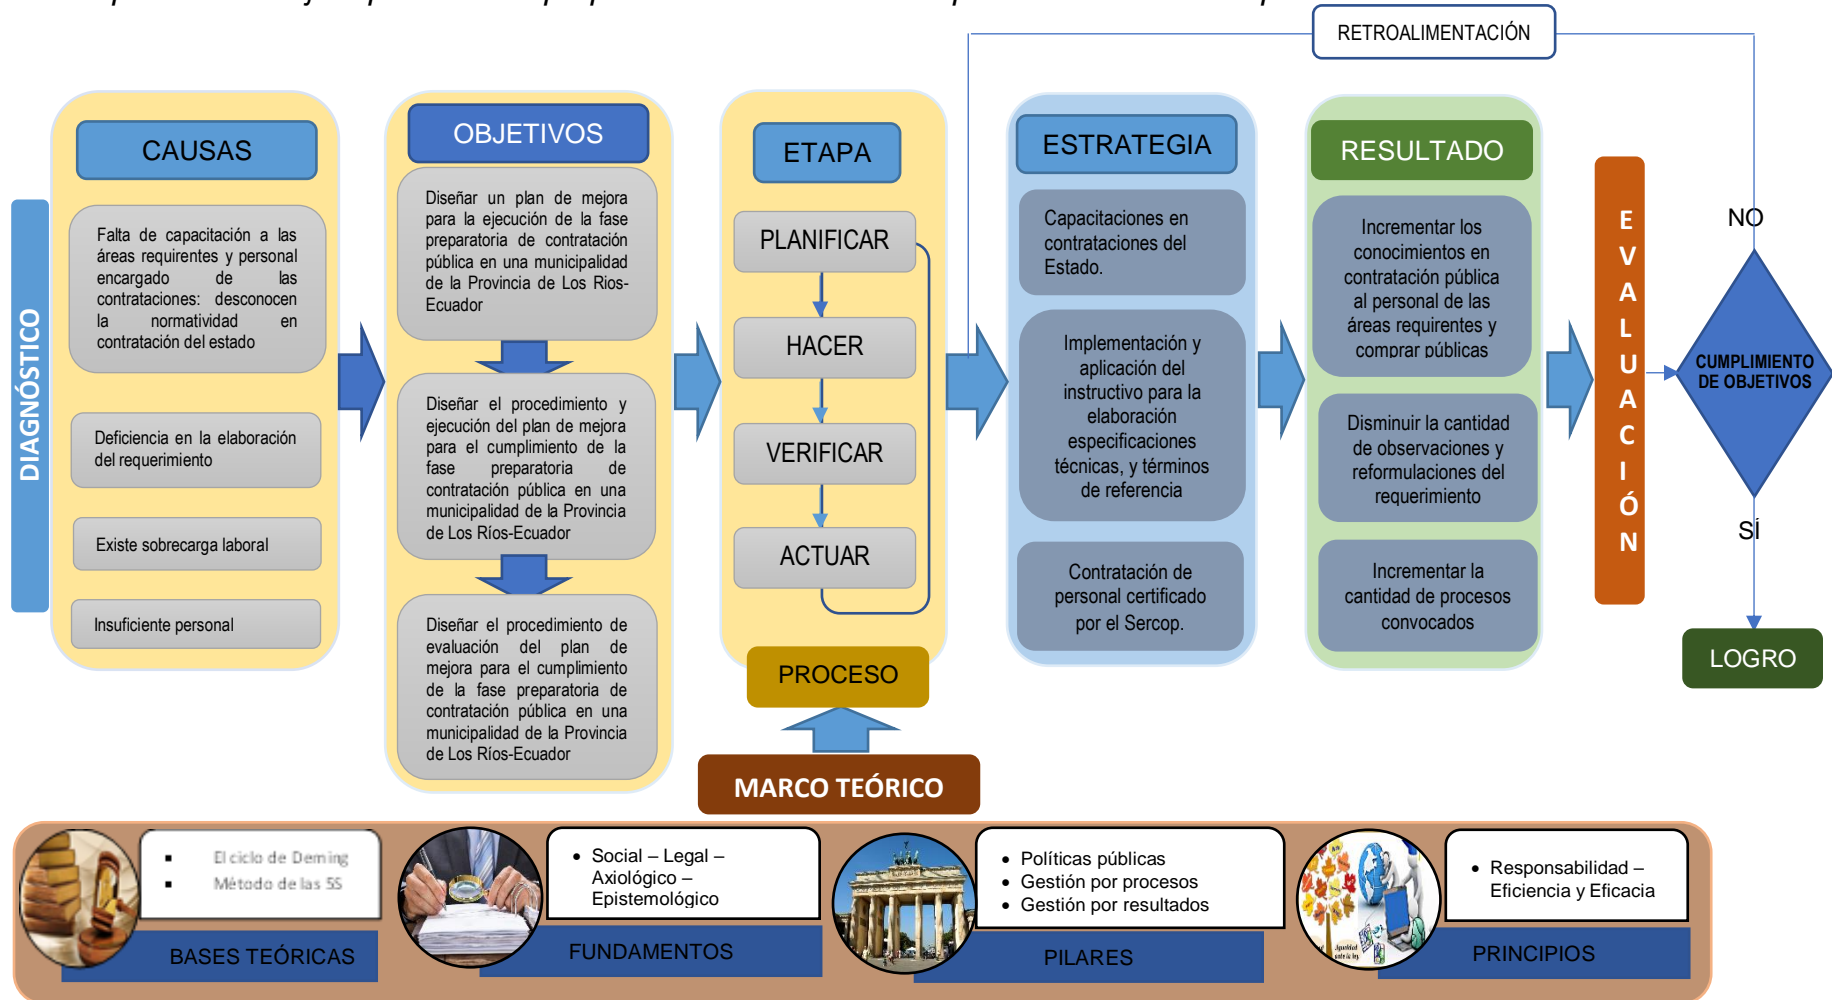 RETROALIMENTACIÓN
DIAGNÓSTICO
CAUSAS
Falta de capacitación a las
áreas requirentes y personal
encargado de las
contrataciones: desconocen
la normatividad en
contratación del estado
Deficiencia en la elaboración
del requerimiento
Existe sobrecarga laboral
Insuficiente personal
OBJETIVOS
Diseñar un plan de mejora
para la ejecución de la fase
preparatoria de contratación
pública en una municipalidad
de la Provincia de Los Rios-
Ecuador
Diseñar el procedimiento y
ejecución del plan de mejora
para el cumplimiento de la
fase preparatoria de
contratación pública en una
municipalidad de la Provincia
de Los Ríos-Ecuador
Diseñar el procedimiento de
evaluación del plan de
mejora para el cumplimiento
de la fase preparatoria de
contratación pública en una
municipalidad de la Provincia
de Los Ríos-Ecuador
ETAPA
PLANIFICAR
HACER
VERIFICAR
ACTUAR
PROCESO
MARCO TEÓRICO
ESTRATEGIA
Capacitaciones en
contrataciones del
Estado.
Implementación y
aplicación del
instructivo para la
elaboración
especificaciones
técnicas, y términos
de referencia
Contratación de
personal certificado
por el Sercop.
RESULTADO
Incrementar los
conocimientos en
contratación pública
al personal de las
áreas requirentes y
comprar públicas
Disminuir la cantidad
de observaciones y
reformulaciones del
requerimiento
Incrementar la
cantidad de procesos
convocados
EVALUACIÓN
NO
CUMPLIMIENTO
DE OBJETIVOS
SÍ
LOGRO
▪ El ciclo de Deming
▪ Método de las 5S
BASES TEÓRICAS
• Social – Legal –
Axiológico –
Epistemológico
FUNDAMENTOS
• Políticas públicas
• Gestión por procesos
• Gestión por resultados
PILARES
• Responsabilidad –
Eficiencia y Eficacia
PRINCIPIOS